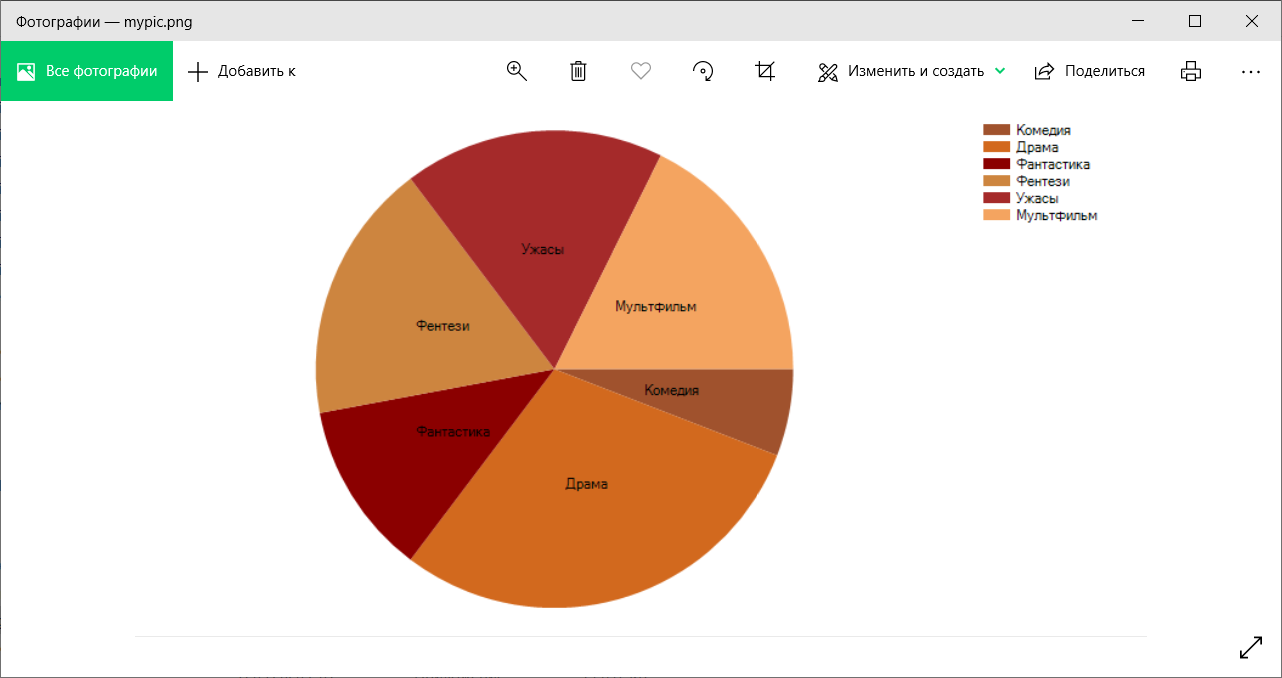 Фотографии — mypic.png
Все фотографии
Добавить к
Изменить и создать
Поделиться
Комедия
Драма
Фантастика
Фентези
Ужасы
Мультфильм
Ужасы
Мультфильм
Фентези
Комедия
Фантастика
Драма